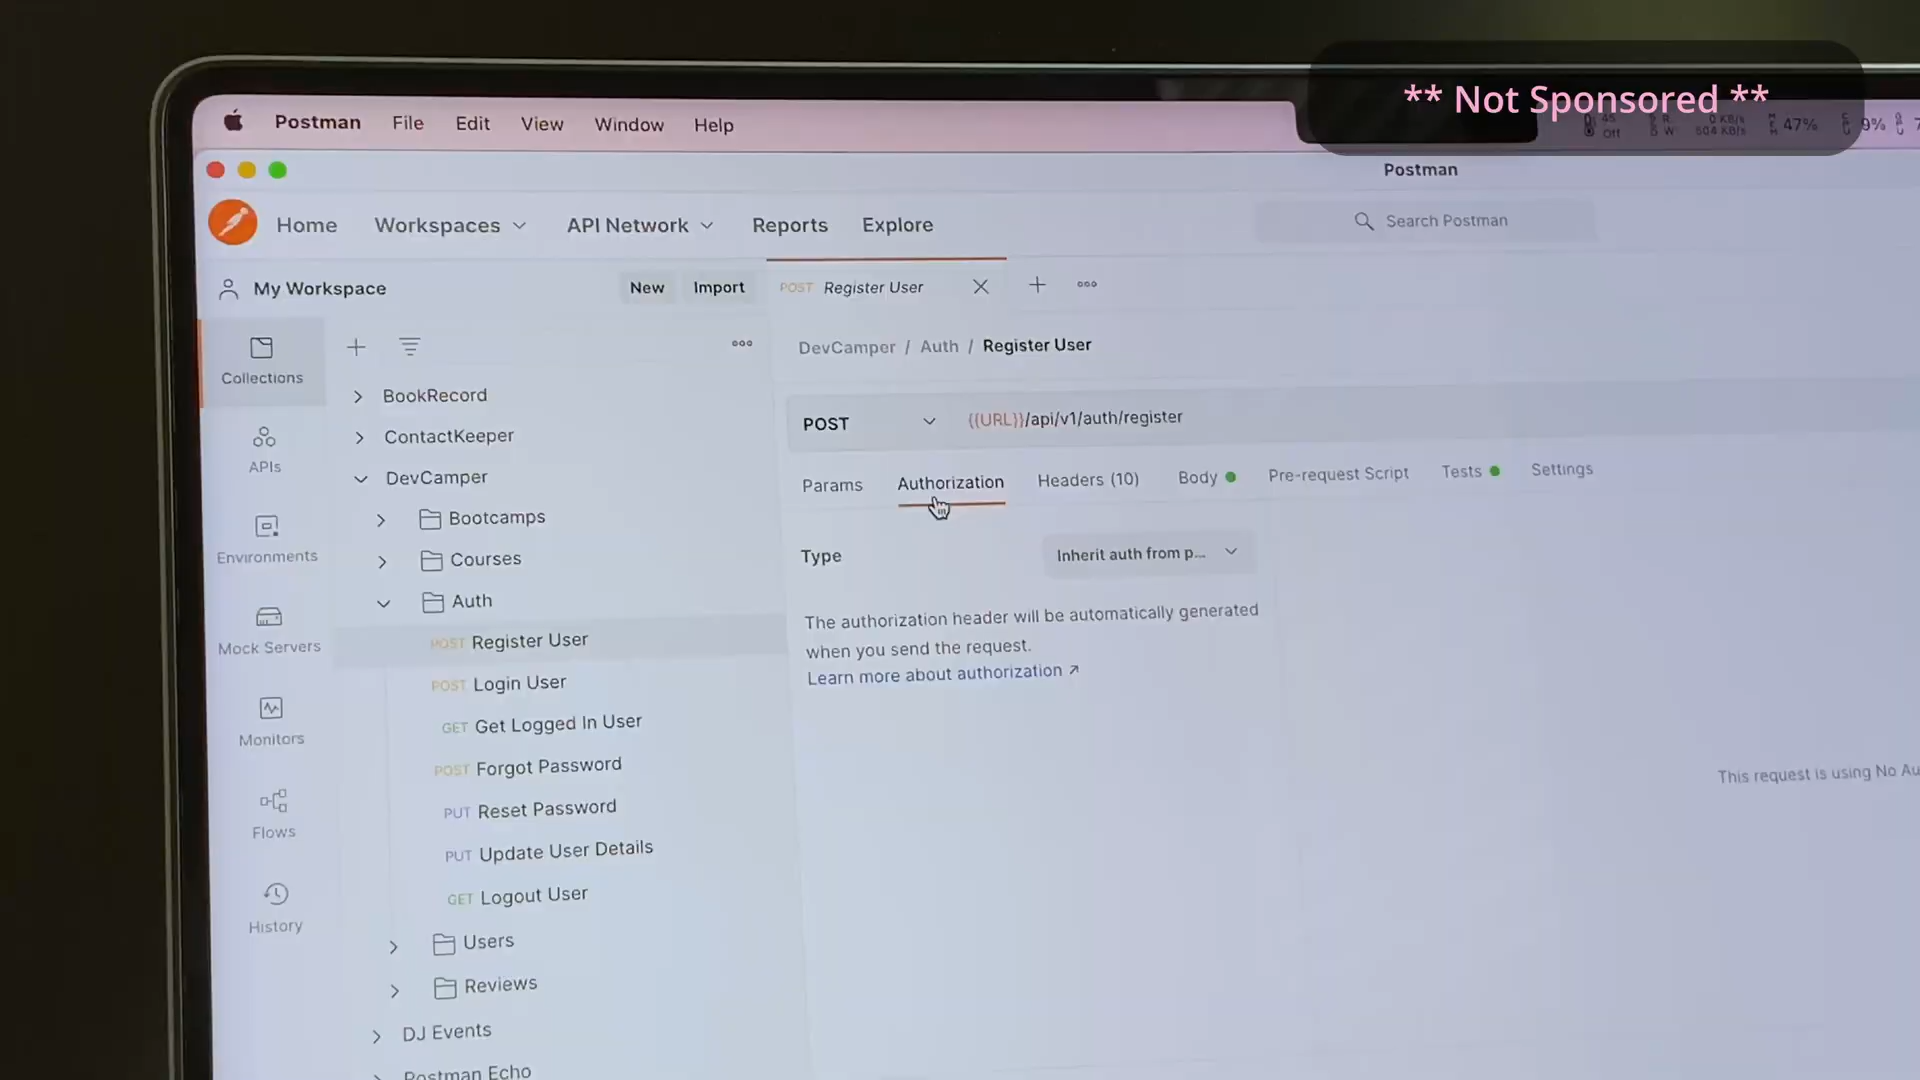 ** Not Sponsored **
Postman File Edit View Window Help
45
Off
R
W
0 KB/s
504 KB/s
47%
9%
Postman
Home Workspaces API Network Reports Explore
Search Postman
My Workspace
New Import
POST Register User
DevCamper / Auth / Register User
Collections
APIs
Environments
Mock Servers
Monitors
Flows
History
BookRecord
ContactKeeper
DevCamper
Bootcamps
Courses
Auth
POST Register User
POST Login User
GET Get Logged In User
POST Forgot Password
PUT Reset Password
PUT Update User Details
GET Logout User
Users
Reviews
DJ Events
Postman Echo
POST
{{URL}}/api/v1/auth/register
Params Authorization Headers (10) Body Pre-request Script Tests Settings
Type
Inherit auth from p...
The authorization header will be automatically generated
when you send the request.
Learn more about authorization ↗
This request is using No Au